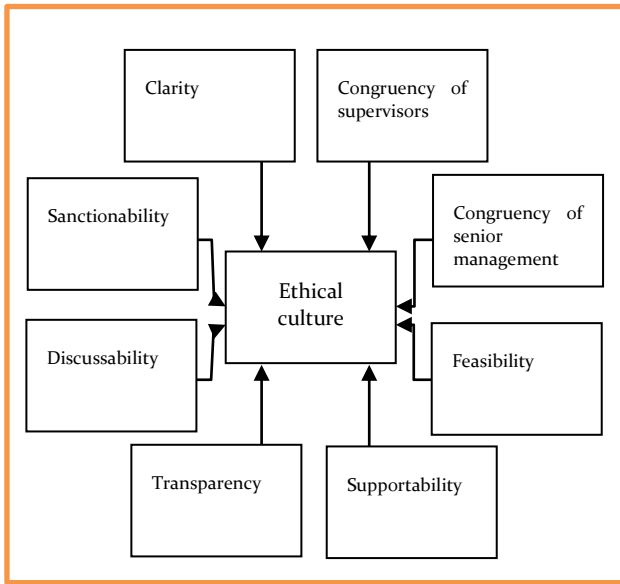 Clarity
Congruency of
supervisors
Sanctionability
Congruency of
senior
management
Ethical
culture
Discussability
Feasibility
Transparency
Supportability